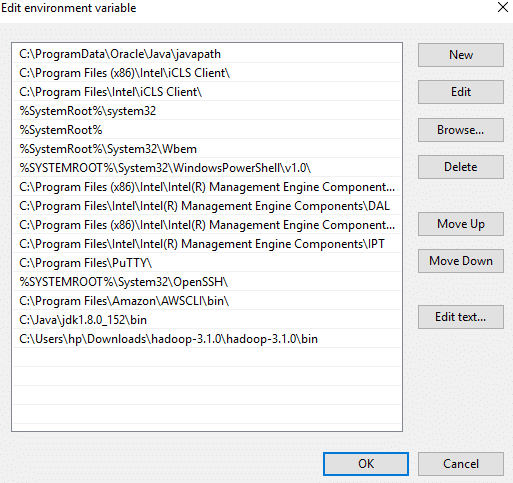 Edit environment variable
C:\ProgramData\Oracle\Java\javapath
C:\Program Files (x86)\Intel\iCLS Client\
C:\Program Files\Intel\iCLS Client\
%SystemRoot%\system32
%SystemRoot%
%SystemRoot%\System32\Wbem
%SYSTEMROOT%\System32\WindowsPowerShell\v1.0\
C:\Program Files (x86)\Intel\Intel(R) Management Engine Component...
C:\Program Files\Intel\Intel(R) Management Engine Components\DAL
C:\Program Files (x86)\Intel\Intel(R) Management Engine Component...
C:\Program Files\Intel\Intel(R) Management Engine Components\IPT
C:\Program Files\PuTTY\
%SYSTEMROOT%\System32\OpenSSH\
C:\Program Files\Amazon\AWSCLI\bin\
C:\Java\jdk1.8.0_152\bin
C:\Users\hp\Downloads\hadoop-3.1.0\hadoop-3.1.0\bin
New
Edit
Browse...
Delete
Move Up
Move Down
Edit text...
OK
Cancel